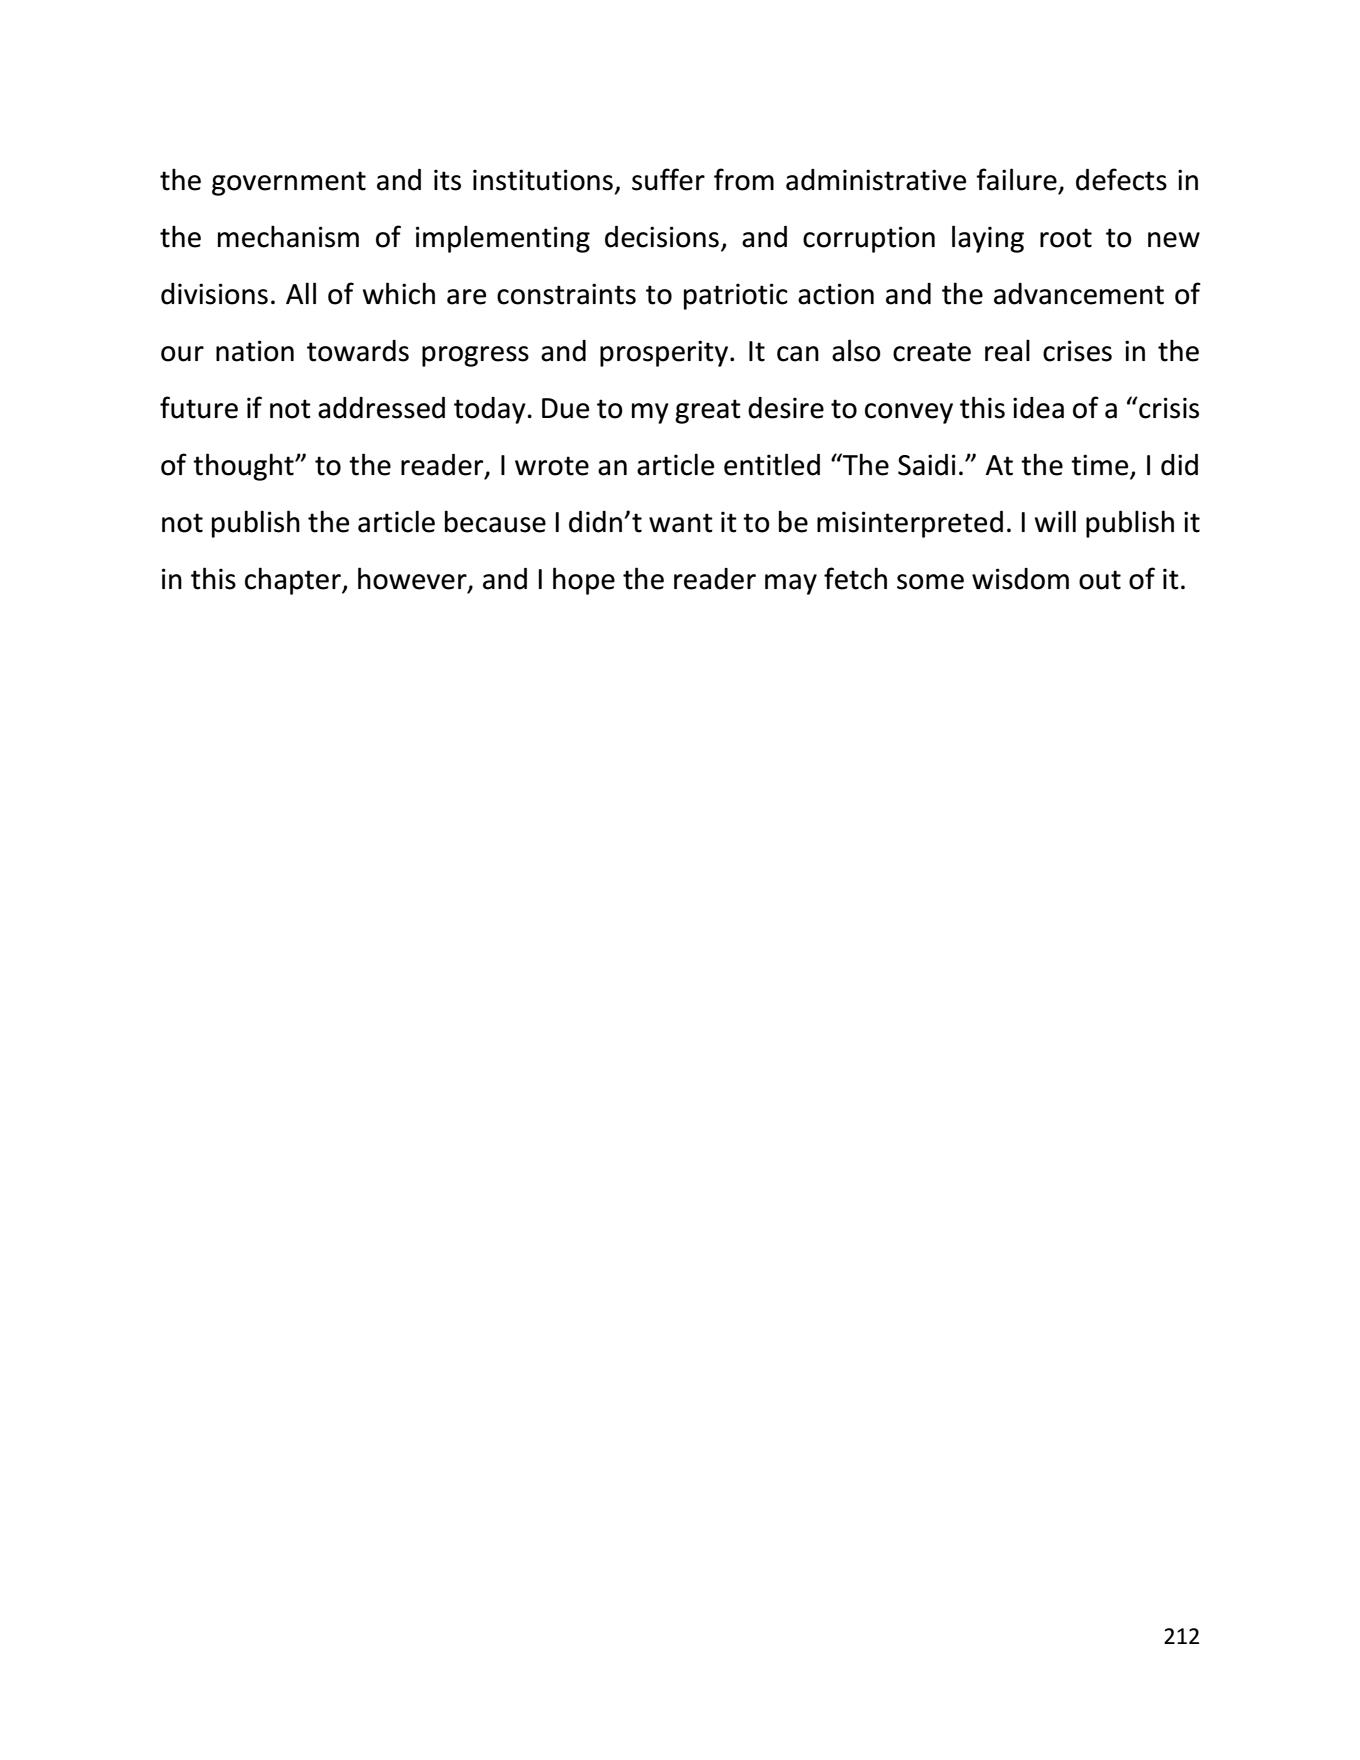 the government and its institutions, suffer from administrative failure, defects in
the mechanism of implementing decisions, and corruption laying root to new
divisions. All of which are constraints to patriotic action and the advancement of
our nation towards progress and prosperity. It can also create real crises in the
future if not addressed today. Due to my great desire to convey this idea of a “crisis
of thought” to the reader, I wrote an article entitled “The Saidi.” At the time, I did
not publish the article because I didn’t want it to be misinterpreted. I will publish it
in this chapter, however, and I hope the reader may fetch some wisdom out of it.
212